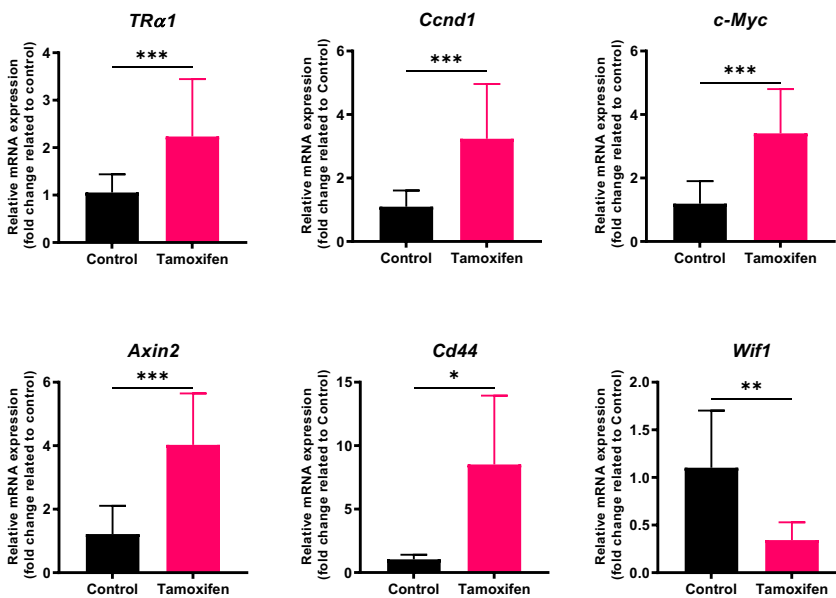 TRα1
Relative mRNA expression
(fold change related to control)
4
3
2
1
0
***
Control Tamoxifen
Ccnd1
Relative mRNA expression
(fold change related to Control)
6
4
2
0
***
Control Tamoxifen
c-Myc
Relative mRNA expression
(fold change related to control)
6
4
2
0
***
Control Tamoxifen
Axin2
Relative mRNA expression
(fold change related to control)
6
4
2
0
***
Control Tamoxifen
Cd44
Relative mRNA expression
(fold change related to Control)
15
10
5
0
*
Control Tamoxifen
Wif1
Relative mRNA expression
(fold change related to Control)
2.0
1.5
1.0
0.5
0.0
**
Control Tamoxifen